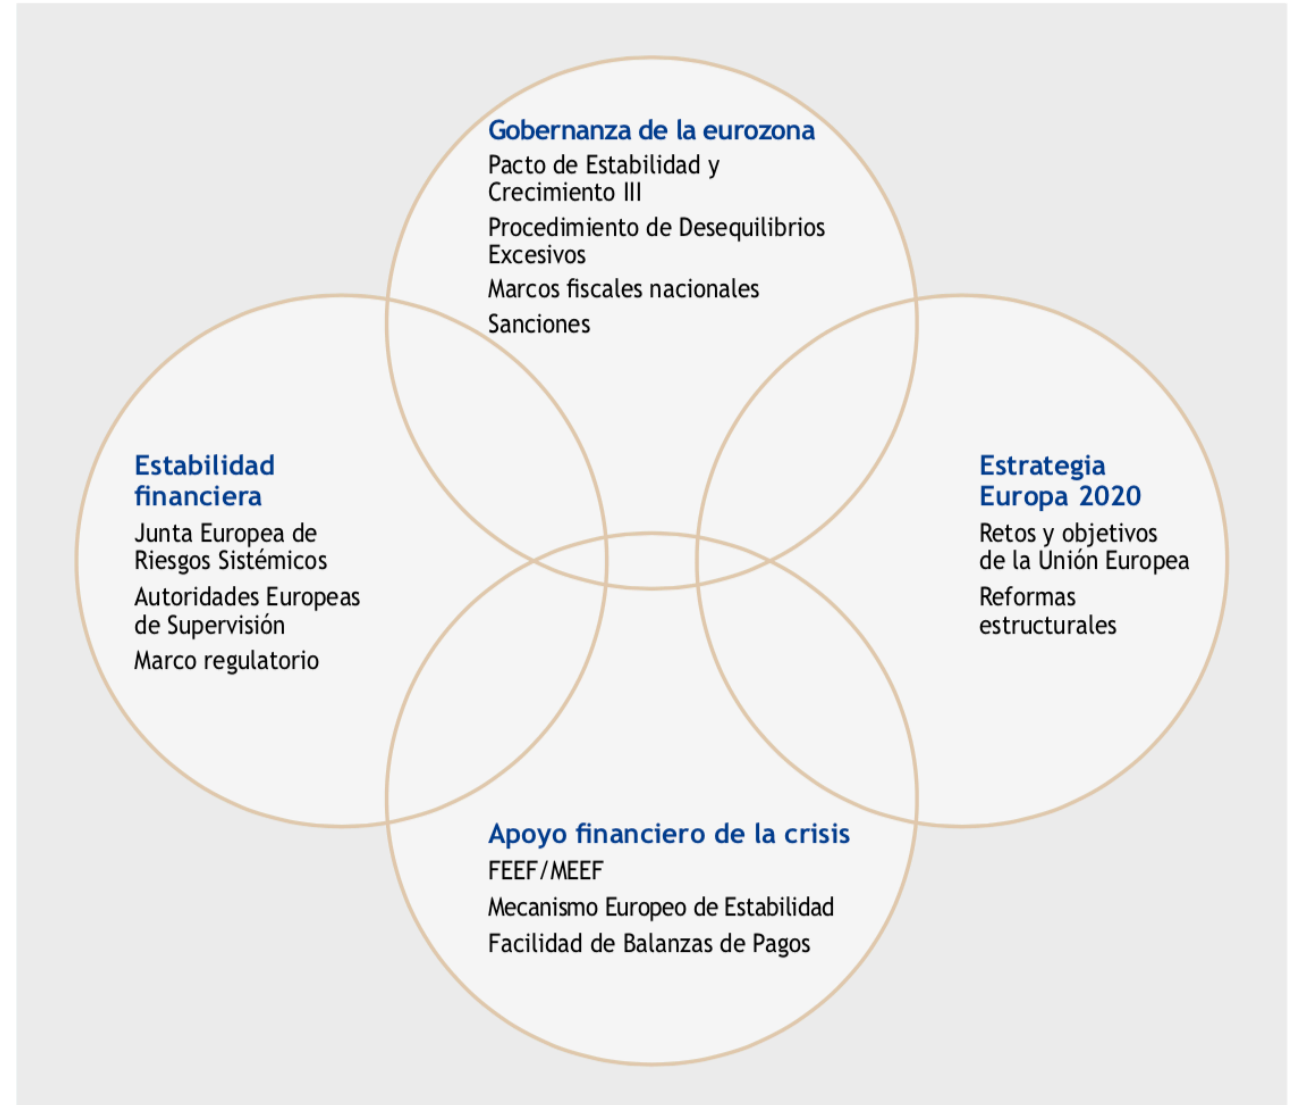 Gobernanza de la eurozona
Pacto de Estabilidad y
Crecimiento III
Procedimiento de Desequilibrios
Excesivos
Marcos fiscales nacionales
Sanciones
Estabilidad
financiera
Junta Europea de
Riesgos Sistémicos
Autoridades Europeas
de Supervisión
Marco regulatorio
Estrategia
Europa 2020
Retos y objetivos
de la Unión Europea
Reformas
estructurales
Apoyo financiero de la crisis
FEEF/MEEF
Mecanismo Europeo de Estabilidad
Facilidad de Balanzas de Pagos